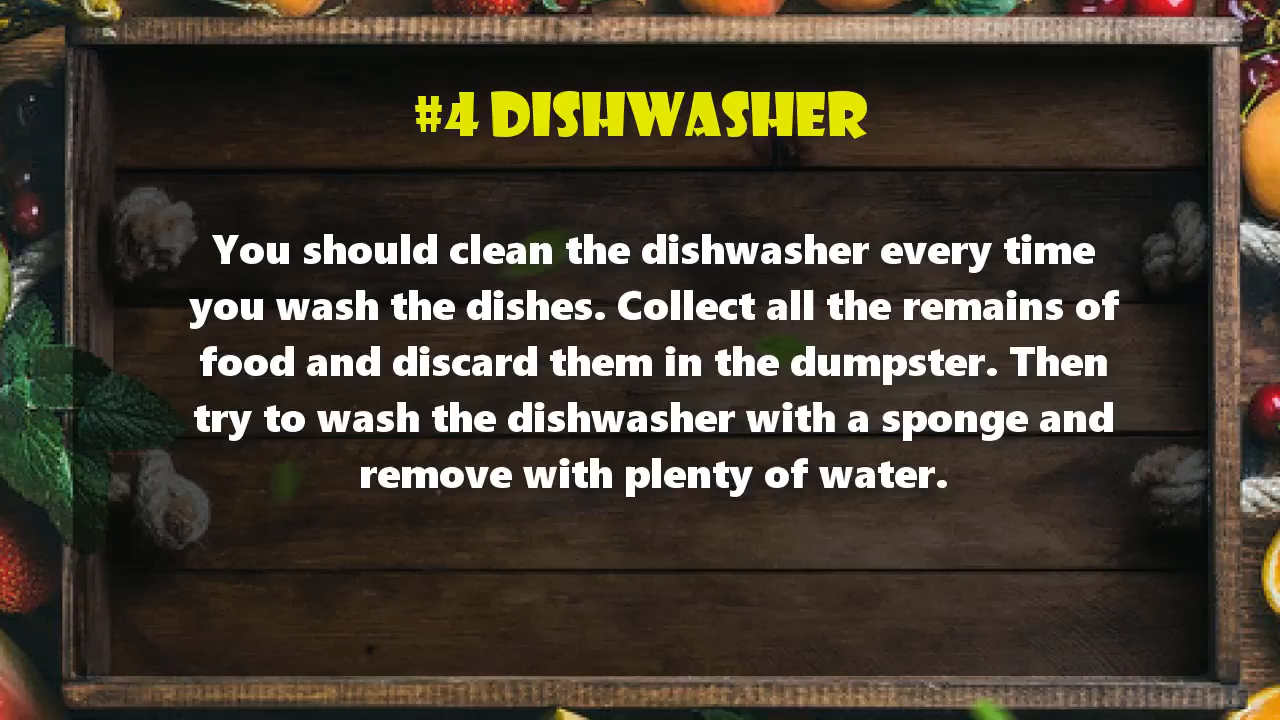 #4 DISHWASHER
You should clean the dishwasher every time
you wash the dishes. Collect all the remains of
food and discard them in the dumpster. Then
try to wash the dishwasher with a sponge and
remove with plenty of water.